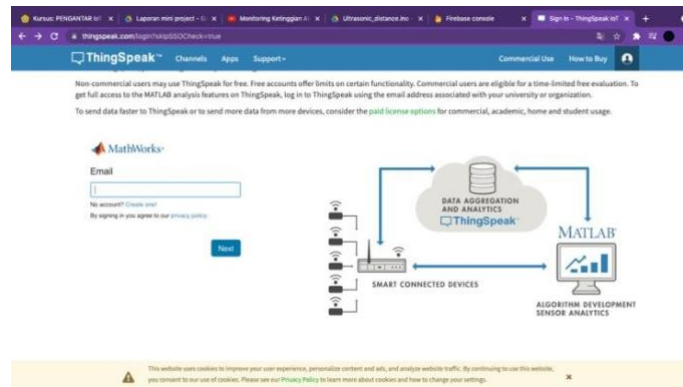 Kursus: PENGANTAR IoT
Laporan mini project - G
Monitoring Ketinggian Ai
Ultrasonic_distance.ino -
Firebase console
Sign In - ThingSpeak IoT
thingspeak.com/login?skipSSOCheck=true
ThingSpeak™ Channels Apps Support Commercial Use How to Buy
Non-commercial users may use ThingSpeak for free. Free accounts offer limits on certain functionality. Commercial users are eligible for a time-limited free evaluation. To
get full access to the MATLAB analysis features on ThingSpeak, log in to ThingSpeak using the email address associated with your university or organization.
To send data faster to ThingSpeak or to send more data from more devices, consider the paid license options for commercial, academic, home and student usage.
MathWorks®
Email
No account? Create one!
By signing in you agree to our privacy policy.
Next
DATA AGGREGATION
AND ANALYTICS
ThingSpeak™
MATLAB
SMART CONNECTED DEVICES
ALGORITHM DEVELOPMENT
SENSOR ANALYTICS
This website uses cookies to improve your user experience, personalize content and ads, and analyze website traffic. By continuing to use this website,
you consent to our use of cookies. Please see our Privacy Policy to learn more about cookies and how to change your settings.